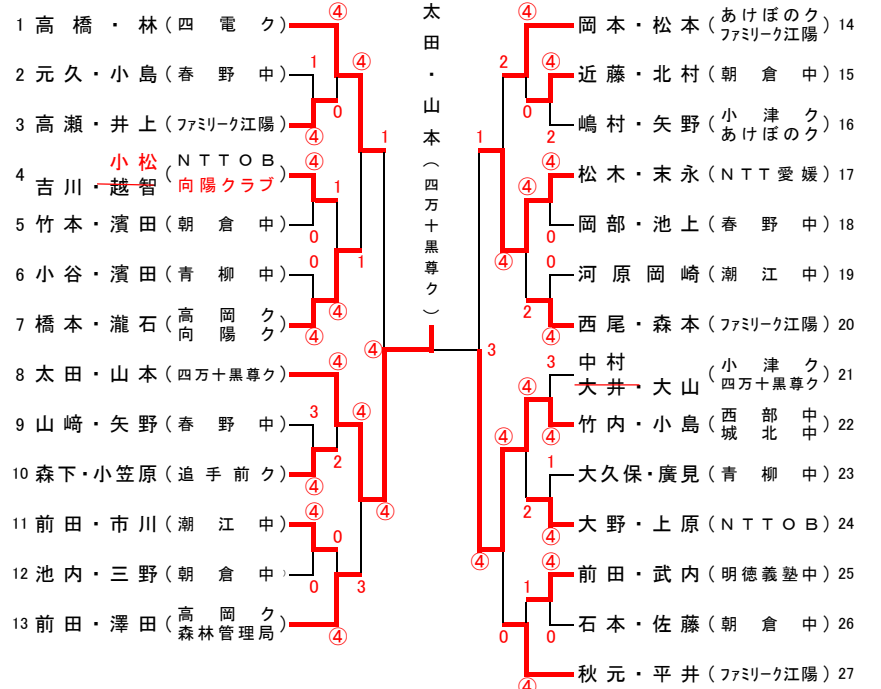 太田・山本（四万十黒尊ク）
1 高橋・林（四電ク）
2 元久・小島（春野中）
3 高瀬・井上（ファミリーク江陽）
小松 NTTOB
4 吉川・越智（向陽クラブ）
5 竹本・濱田（朝倉中）
6 小谷・濱田（青柳中）
7 橋本・瀧石（高岡ク
向陽ク）
8 太田・山本（四万十黒尊ク）
9 山﨑・矢野（春野中）
10 森下・小笠原（追手前ク）
11 前田・市川（潮江中）
12 池内・三野（朝倉中）
13 前田・澤田（高岡ク
森林管理局）
④
1
④
0
④
④
1
0
0
④
④
1
1
④
3
④
2
④
④
0
0
④
3
④
④
岡本・松本（あけぼのク
ファミリーク江陽）14
近藤・北村（朝倉中）15
嶋村・矢野（小津ク
あけぼのク）16
松木・末永（NTT愛媛）17
岡部・池上（春野中）18
河原岡崎（潮江中）19
西尾・森本（ファミリーク江陽）20
中村
大井・大山（小津ク
四万十黒尊ク）21
竹内・小島（西部中
城北中）22
大久保・廣見（青柳中）23
大野・上原（NTTOB）24
前田・武内（明徳義塾中）25
石本・佐藤（朝倉中）26
秋元・平井（ファミリーク江陽）27
④
2
④
0
2
1
④
④
0
④
0
2
④
3
3
④
④
④
1
2
④
④
④
1
0
0
④